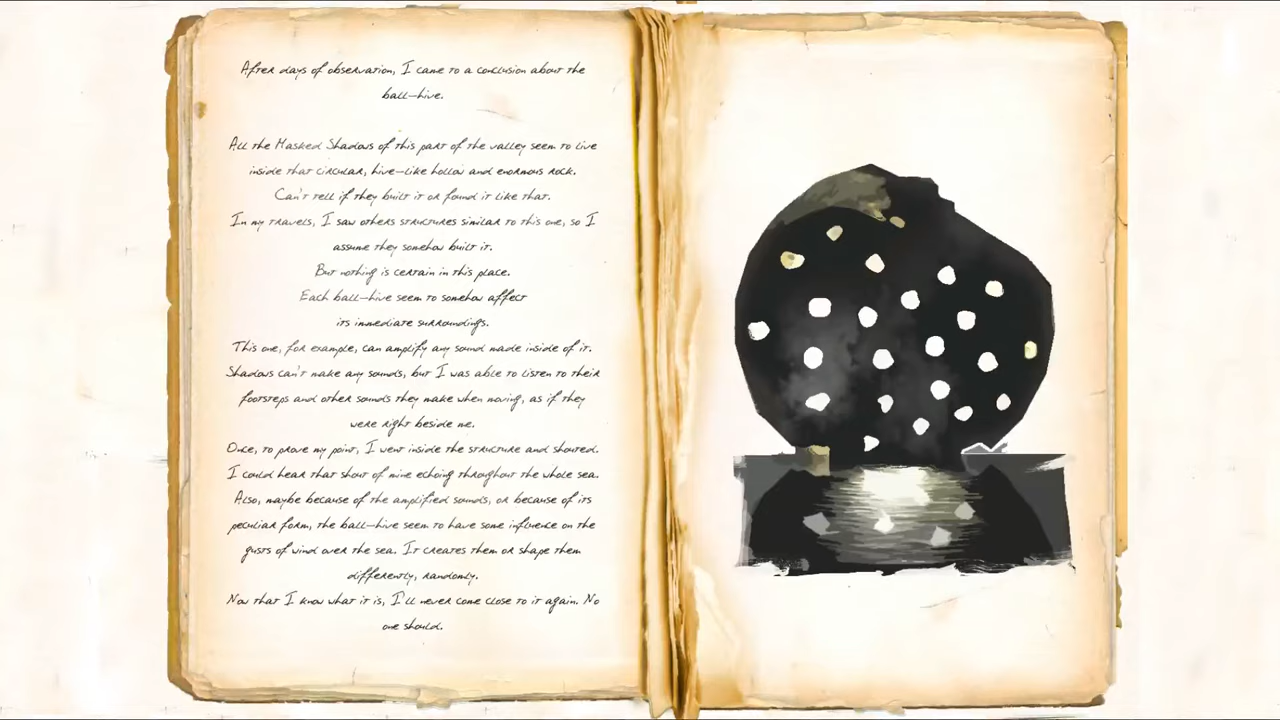 After days of observation, I came to a conclusion about the
ball-hive.
All the Masked Shadows of this part of the valley seem to live
inside that circular, hive-like hollow and enormous rock.
Can't tell if they built it or found it like that.
In my travels, I saw others structures similar to this one, so I
assume they somehow built it.
But nothing is certain in this place.
Each ball-hive seem to somehow affect
its immediate surroundings.
This one, for example, can amplify any sound made inside of it.
Shadows can't make any sounds, but I was able to listen to their
footsteps and other sounds they make when moving, as if they
were right beside me.
Once, to prove my point, I went inside the structure and shouted.
I could hear that shout of mine echoing throughout the whole sea.
Also, maybe because of the amplified sounds, or because of its
peculiar form, the ball-hive seem to have some influence on the
gusts of wind over the sea. It creates them or shape them
differently, randomly.
Now that I know what it is, I'll never come close to it again. No
one should.